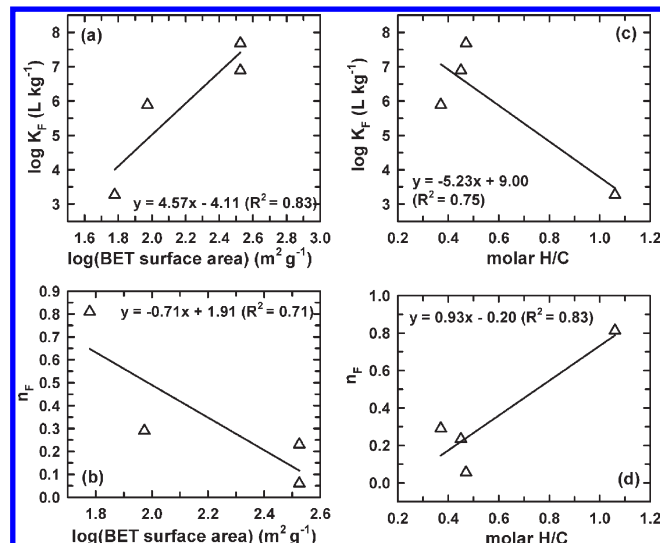 (a)
log K_F (L kg⁻¹)
8
7
6
5
4
3
y = 4.57x - 4.11 (R² = 0.83)
1.6 1.8 2.0 2.2 2.4 2.6 2.8 3.0
log(BET surface area) (m² g⁻¹)
(c)
log K_F (L kg⁻¹)
8
7
6
5
4
3
y = -5.23x + 9.00
(R² = 0.75)
0.2 0.4 0.6 0.8 1.0 1.2
molar H/C
(b)
n_F
0.9
0.8
0.7
0.6
0.5
0.4
0.3
0.2
0.1
0.0
y = -0.71x + 1.91 (R² = 0.71)
1.8 2.0 2.2 2.4 2.6
log(BET surface area) (m² g⁻¹)
(d)
n_F
1.0
0.8
0.6
0.4
0.2
0.0
y = 0.93x - 0.20 (R² = 0.83)
0.2 0.4 0.6 0.8 1.0 1.2
molar H/C